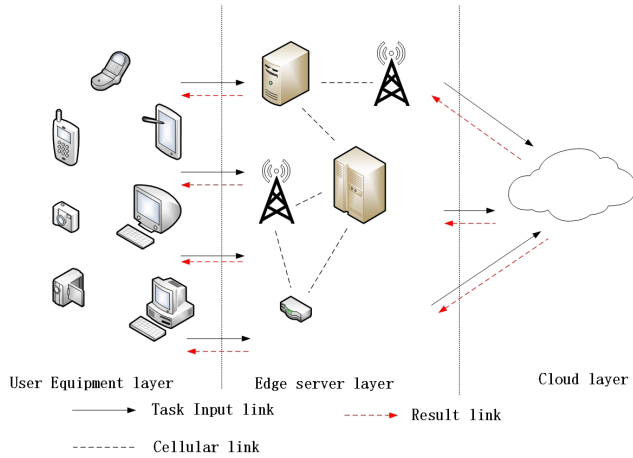 User Equipment layer
Edge server layer
Cloud layer
Task Input link
Result link
Cellular link